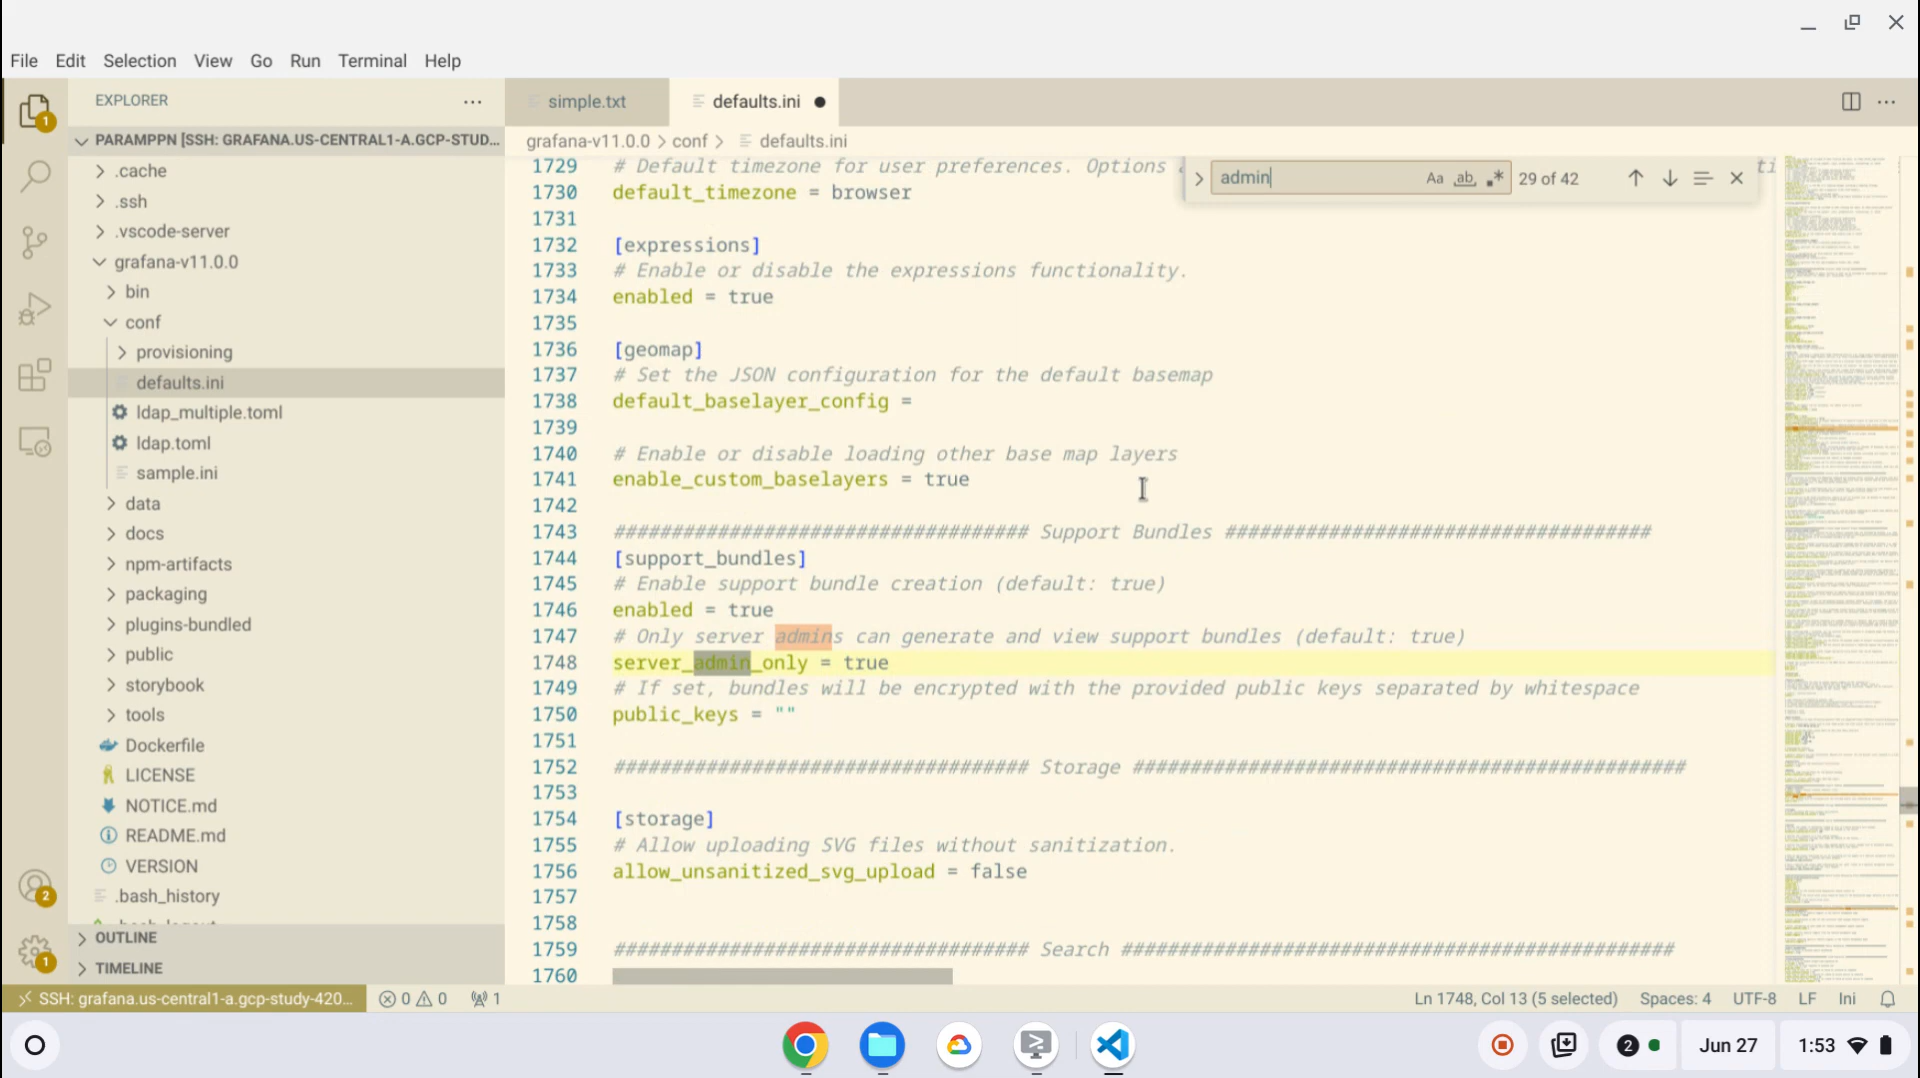 File Edit Selection View Go Run Terminal Help
EXPLORER
PARAMPPN [SSH: GRAFANA.US-CENTRAL1-A.GCP-STUD...
.cache
.ssh
.vscode-server
grafana-v11.0.0
bin
conf
provisioning
defaults.ini
ldap_multiple.toml
ldap.toml
sample.ini
data
docs
npm-artifacts
packaging
plugins-bundled
public
storybook
tools
Dockerfile
LICENSE
NOTICE.md
README.md
VERSION
.bash_history
OUTLINE
TIMELINE
simple.txt
defaults.ini
grafana-v11.0.0 > conf > defaults.ini
admin
Aa ab .* 29 of 42
1729 # Default timezone for user preferences. Options
1730 default_timezone = browser
1731
1732 [expressions]
1733 # Enable or disable the expressions functionality.
1734 enabled = true
1735
1736 [geomap]
1737 # Set the JSON configuration for the default basemap
1738 default_baselayer_config =
1739
1740 # Enable or disable loading other base map layers
1741 enable_custom_baselayers = true
1742
1743 #################################### Support Bundles #####################################
1744 [support_bundles]
1745 # Enable support bundle creation (default: true)
1746 enabled = true
1747 # Only server admins can generate and view support bundles (default: true)
1748 server_admin_only = true
1749 # If set, bundles will be encrypted with the provided public keys separated by whitespace
1750 public_keys = ""
1751
1752 #################################### Storage ################################################
1753
1754 [storage]
1755 # Allow uploading SVG files without sanitization.
1756 allow_unsanitized_svg_upload = false
1757
1758
1759 #################################### Search ################################################
1760
1
2
1
SSH: grafana.us-central1-a.gcp-study-420... 0 0 1
Ln 1748, Col 13 (5 selected) Spaces: 4 UTF-8 LF Ini
2 Jun 27 1:53